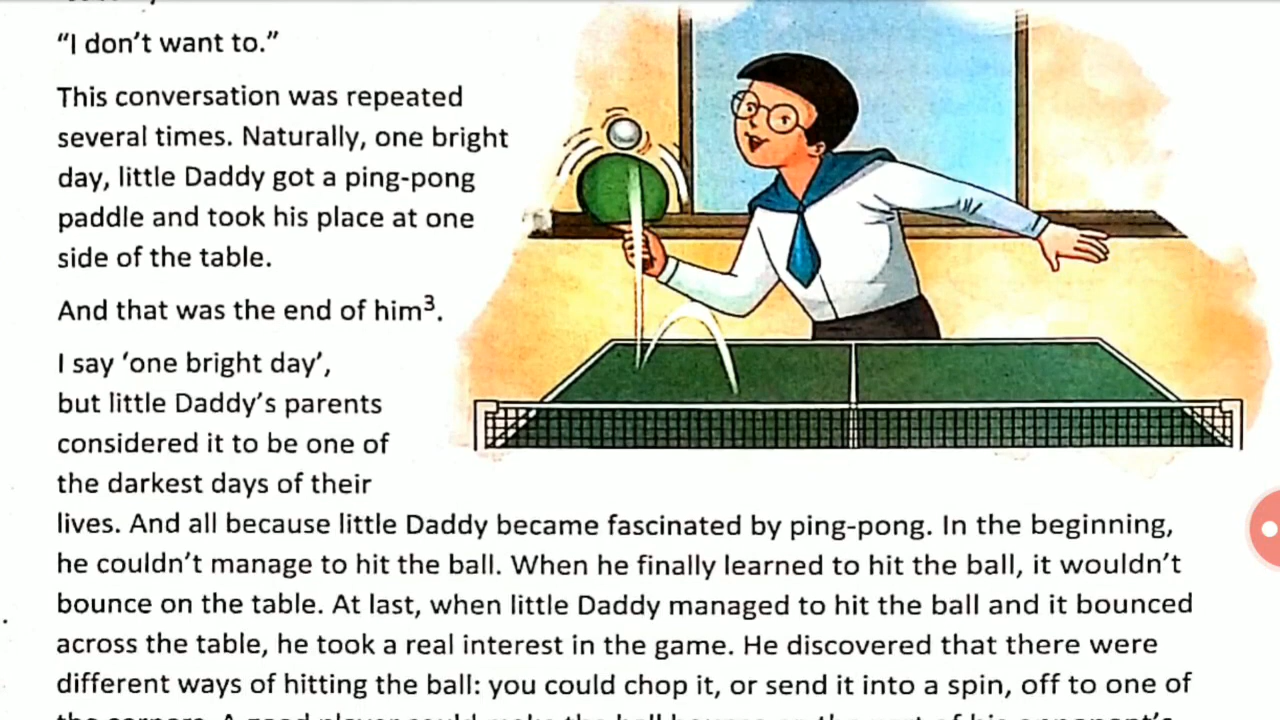 “I don’t want to.”
This conversation was repeated
several times. Naturally, one bright
day, little Daddy got a ping-pong
paddle and took his place at one
side of the table.
And that was the end of him³.
I say ‘one bright day’,
but little Daddy’s parents
considered it to be one of
the darkest days of their
lives. And all because little Daddy became fascinated by ping-pong. In the beginning,
he couldn’t manage to hit the ball. When he finally learned to hit the ball, it wouldn’t
bounce on the table. At last, when little Daddy managed to hit the ball and it bounced
across the table, he took a real interest in the game. He discovered that there were
different ways of hitting the ball: you could chop it, or send it into a spin, off to one of